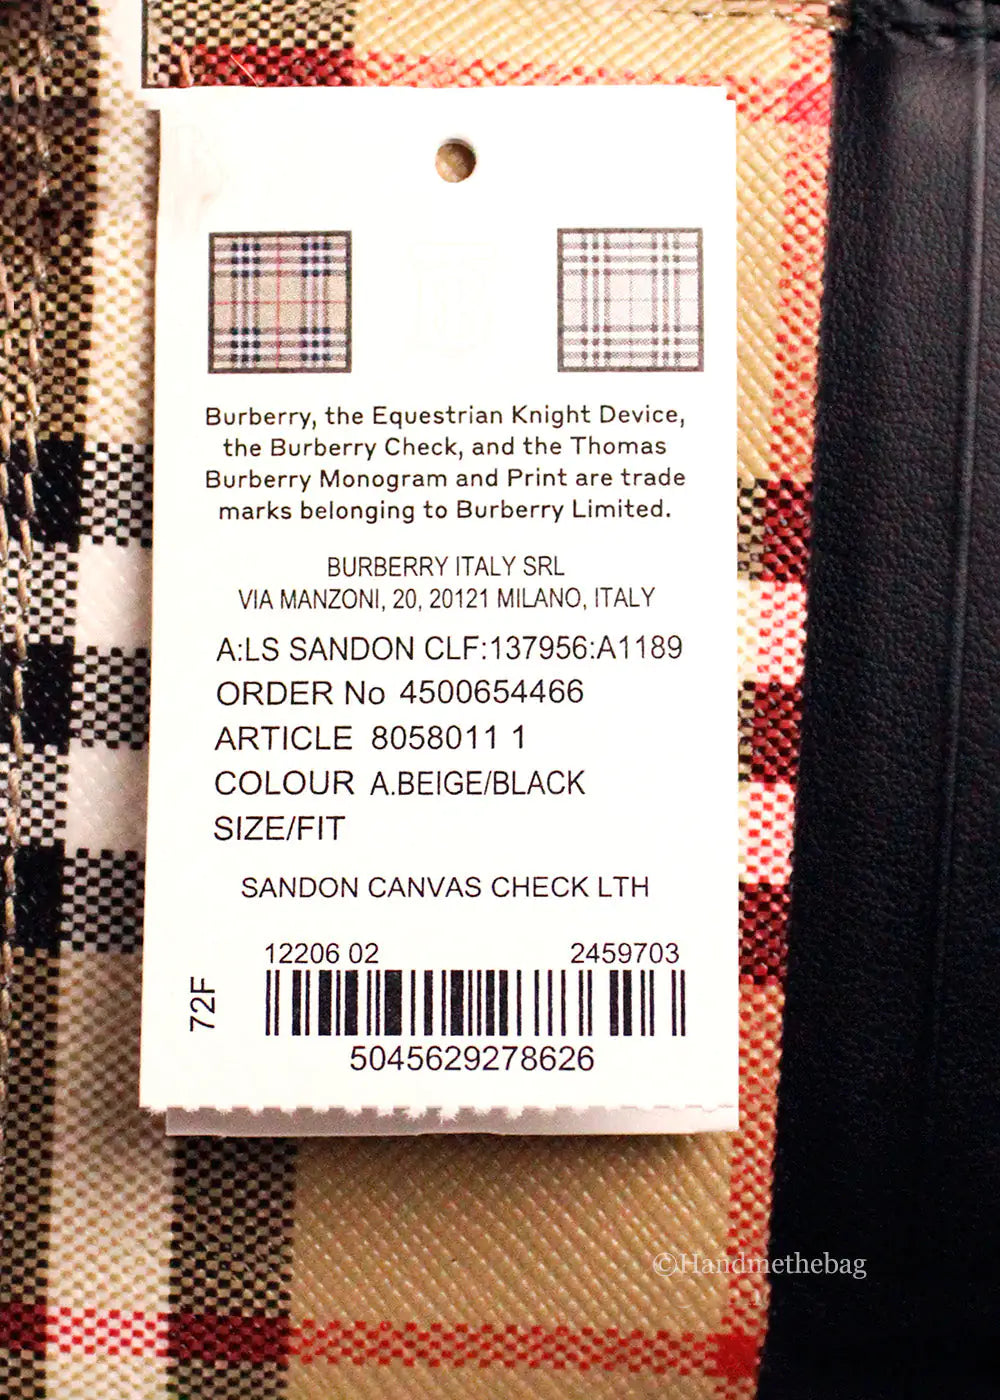 Burberry, the Equestrian Knight Device,
the Burberry Check, and the Thomas
Burberry Monogram and Print are trade
marks belonging to Burberry Limited.
BURBERRY ITALY SRL
VIA MANZONI, 20, 20121 MILANO, ITALY
A:LS SANDON CLF:137956:A1189
ORDER No 4500654466
ARTICLE 8058011 1
COLOUR A.BEIGE/BLACK
SIZE/FIT
SANDON CANVAS CHECK LTH
12206 02 2459703
72F
5045629278626
©Handmethebag